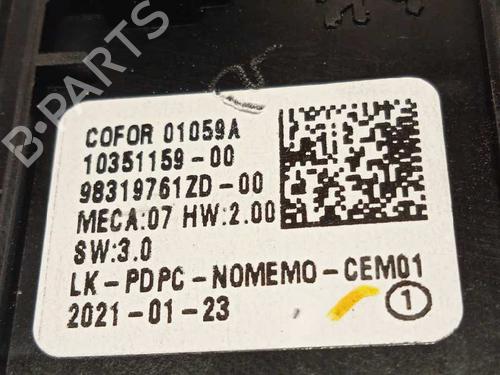 B-PARTS
COFOR 01059A
10351159-00
98319761ZD-00
MECA:07 HW:2.00
SW:3.0
LK-PDPC-NOMEMO-CEM01
2021-01-23
1